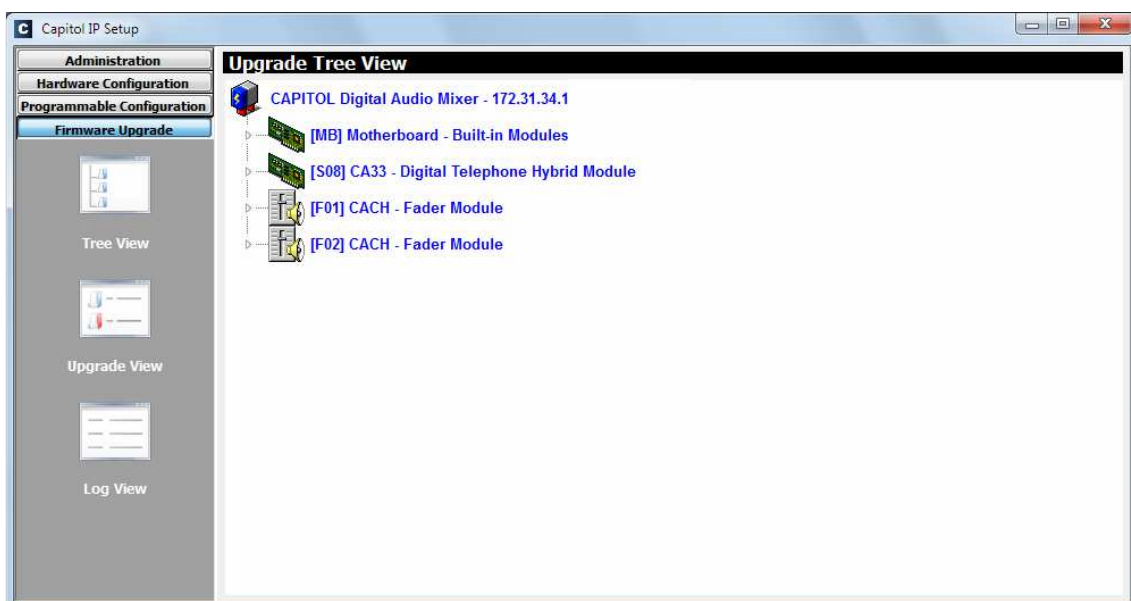 Capitol IP Setup
Administration
Hardware Configuration
Programmable Configuration
Firmware Upgrade
Tree View
Upgrade View
Log View
Upgrade Tree View
CAPITOL Digital Audio Mixer - 172.31.34.1
[MB] Motherboard - Built-in Modules
[S08] CA33 - Digital Telephone Hybrid Module
[F01] CACH - Fader Module
[F02] CACH - Fader Module